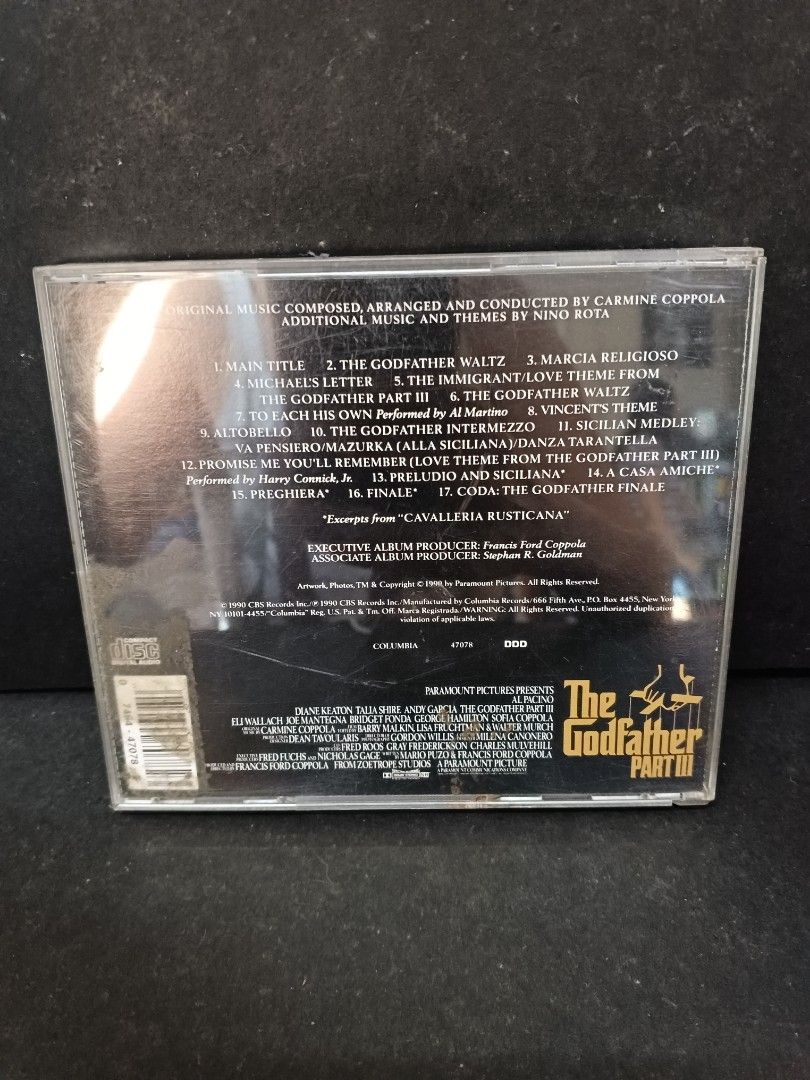 ORIGINAL MUSIC COMPOSED, ARRANGED AND CONDUCTED BY CARMINE COPPOLA
ADDITIONAL MUSIC AND THEMES BY NINO ROTA
1. MAIN TITLE 2. THE GODFATHER WALTZ 3. MARCIA RELIGIOSO
4. MICHAEL'S LETTER 5. THE IMMIGRANT/LOVE THEME FROM
THE GODFATHER PART III 6. THE GODFATHER WALTZ
7. TO EACH HIS OWN Performed by Al Martino 8. VINCENT'S THEME
9. ALTOBELLO 10. THE GODFATHER INTERMEZZO 11. SICILIAN MEDLEY:
VA PENSIERO/MAZURKA (ALLA SICILIANA)/DANZA TARANTELLA
12. PROMISE ME YOU'LL REMEMBER (LOVE THEME FROM THE GODFATHER PART III)
Performed by Harry Connick, Jr. 13. PRELUDIO AND SICILIANA* 14. A CASA AMICHE*
15. PREGHIERA* 16. FINALE* 17. CODA: THE GODFATHER FINALE
*Excerpts from "CAVALLERIA RUSTICANA"
EXECUTIVE ALBUM PRODUCER: Francis Ford Coppola
ASSOCIATE ALBUM PRODUCER: Stephan R. Goldman
Artwork, Photos, TM & Copyright © 1990 by Paramount Pictures. All Rights Reserved.
© 1990 CBS Records Inc./℗ 1990 CBS Records Inc./Manufactured by Columbia Records/666 Fifth Ave., P.O. Box 4455, New York,
NY 10101-4455/"Columbia" Reg. U.S. Pat. & Tm. Off. Marca Registrada./WARNING: All Rights Reserved. Unauthorized duplication
violation of applicable laws.
COLUMBIA 47078 DDD
COMPACT
disc
DIGITAL AUDIO
47078
PARAMOUNT PICTURES PRESENTS
AL PACINO
DIANE KEATON TALIA SHIRE ANDY GARCIA THE GODFATHER PART III
ELI WALLACH JOE MANTEGNA BRIDGET FONDA GEORGE HAMILTON SOFIA COPPOLA
CARMINE COPPOLA BARRY MALKIN, LISA FRUCHTMAN & WALTER MURCH
DEAN TAVOULARIS GORDON WILLIS MILENA CANONERO
FRED ROOS GRAY FREDERICKSON CHARLES MULVEHILL
FRED FUCHS AND NICHOLAS GAGE MARIO PUZO & FRANCIS FORD COPPOLA
FRANCIS FORD COPPOLA FROM ZOETROPE STUDIOS A PARAMOUNT PICTURE
The
Godfather
PART III